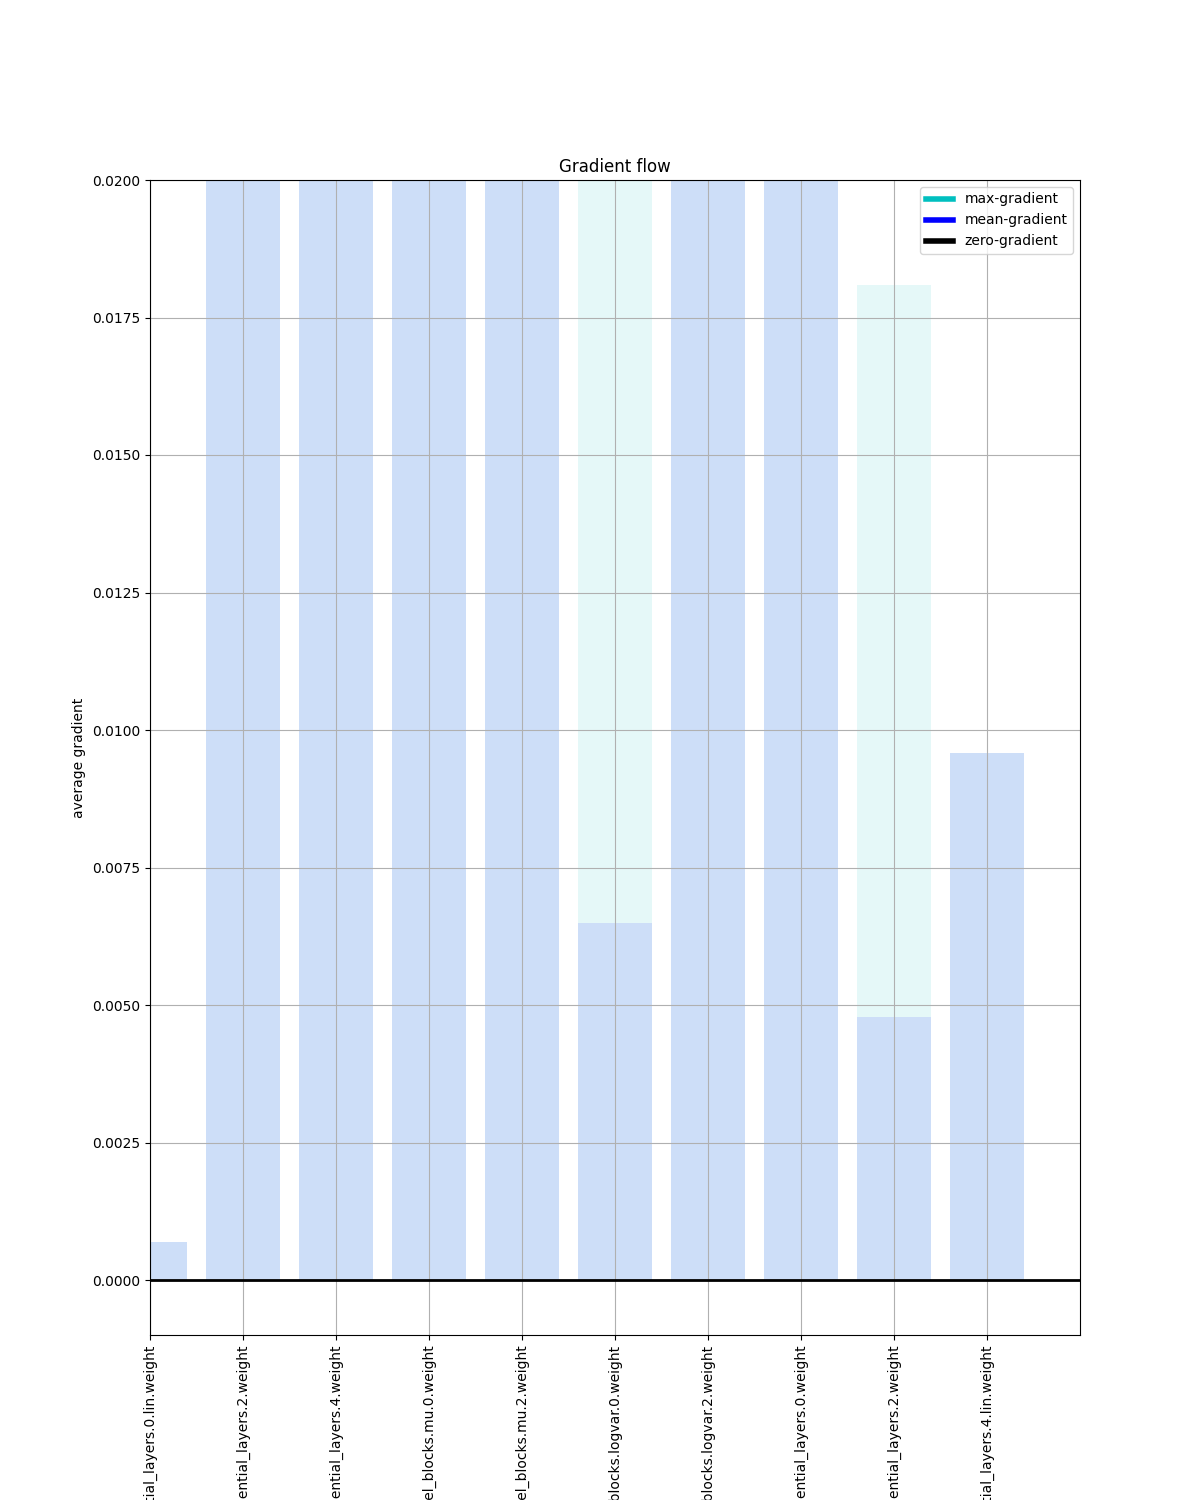 Gradient flow
max-gradient
mean-gradient
zero-gradient
0.0200
0.0175
0.0150
0.0125
0.0100
0.0075
0.0050
0.0025
0.0000
average gradient
tial_layers.0.lin.weight
ential_layers.2.weight
ential_layers.4.weight
el_blocks.mu.0.weight
el_blocks.mu.2.weight
blocks.logvar.0.weight
blocks.logvar.2.weight
ential_layers.0.weight
ential_layers.2.weight
tial_layers.4.lin.weight